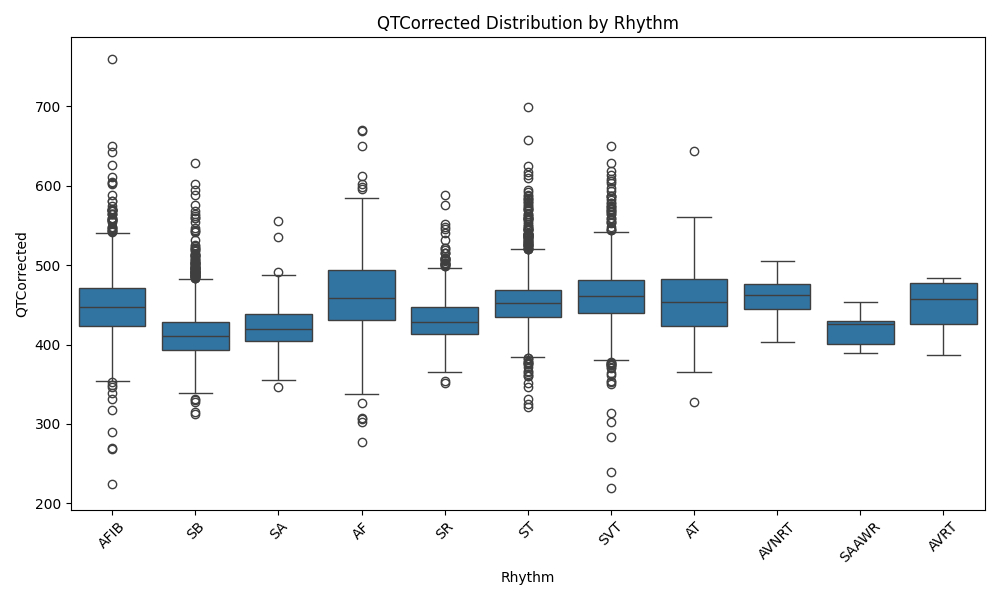 QTCorrected Distribution by Rhythm
QTCorrected
700
600
500
400
300
200
AFIB
SB
SA
AF
SR
ST
SVT
AT
AVNRT
SAAWR
AVRT
Rhythm